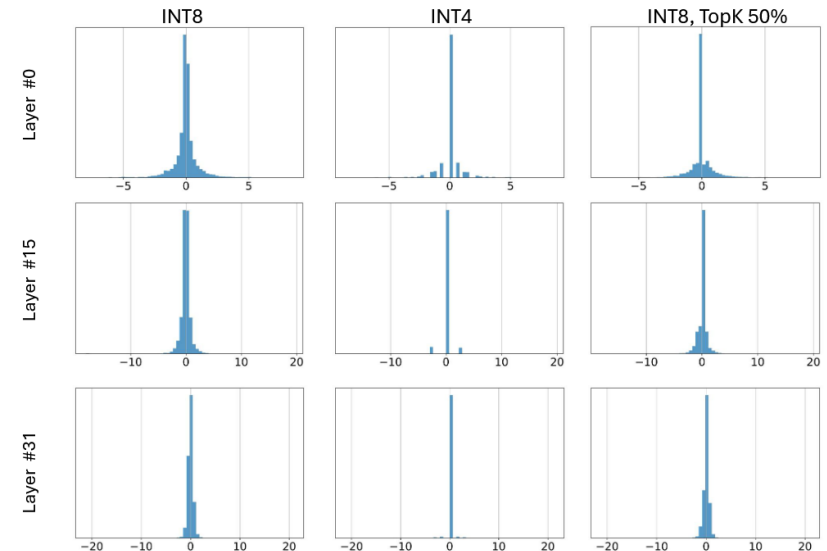 INT8 INT4 INT8, TopK 50%
Layer #0
−5 0 5 −5 0 5 −5 0 5
Layer #15
−10 0 10 20 −10 0 10 20 −10 0 10 20
Layer #31
−20 −10 0 10 20 −20 −10 0 10 20 −20 −10 0 10 20